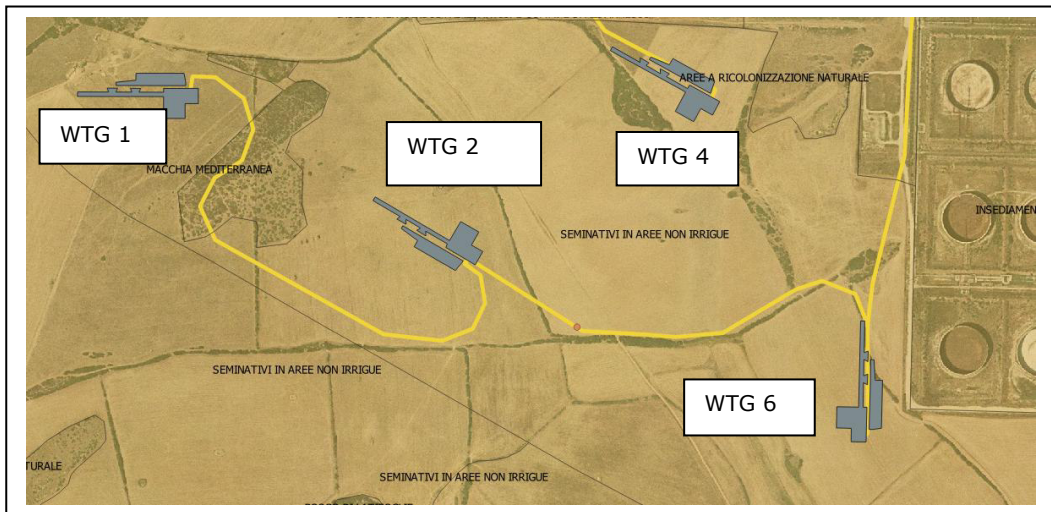 AREE A RICOLONIZZAZIONE NATURALE
WTG 1
WTG 2
WTG 4
MACCHIA MEDITERRANEA
INSEDIAMEN
SEMINATIVI IN AREE NON IRRIGUE
SEMINATIVI IN AREE NON IRRIGUE
WTG 6
TURALE
SEMINATIVI IN AREE NON IRRIGUE